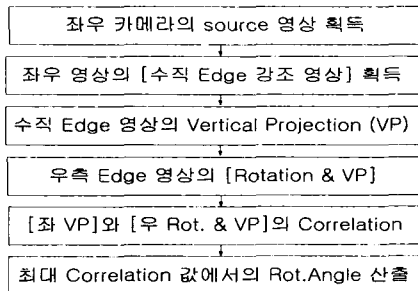 좌우 카메라의 source 영상 획득
좌우 영상의 [수직 Edge 강조 영상] 획득
수직 Edge 영상의 Vertical Projection (VP)
우측 Edge 영상의 [Rotation & VP]
[좌 VP]와 [우 Rot. & VP]의 Correlation
최대 Correlation 값에서의 Rot.Angle 산출